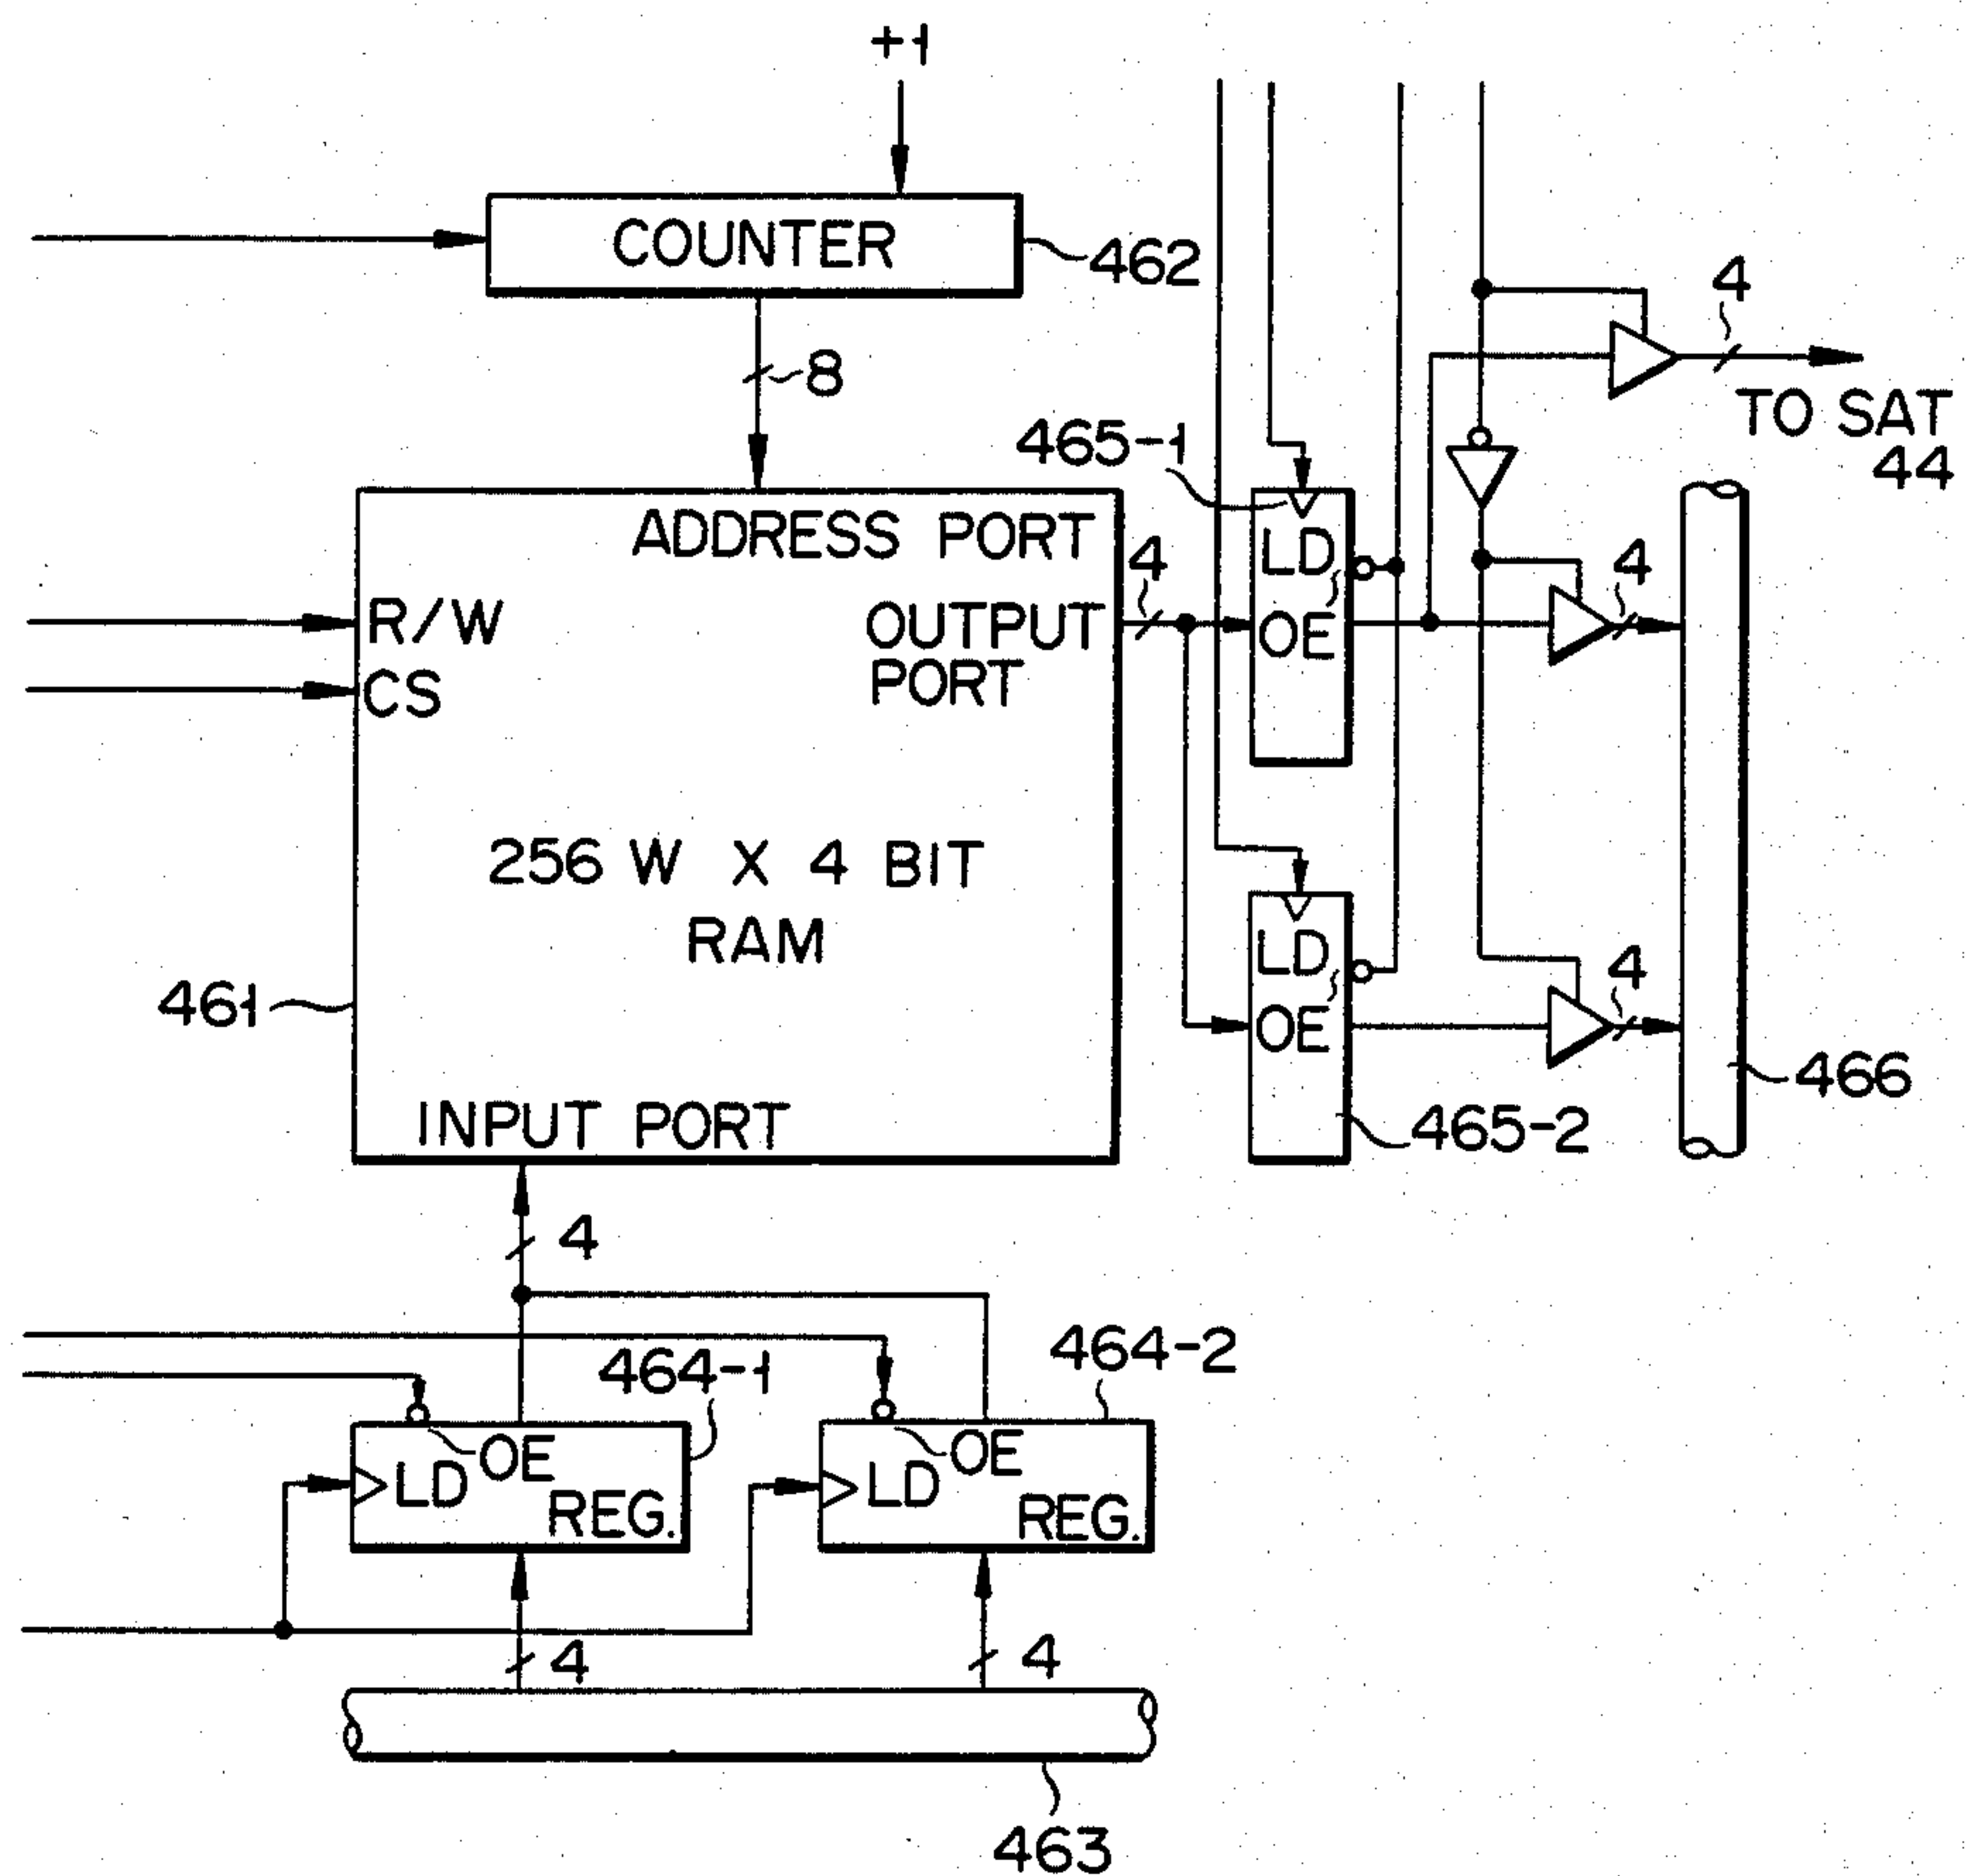 +1
COUNTER
462
8
4
TO SAT
44
465-1
ADDRESS PORT
R/W
CS
OUTPUT
PORT
4
LD
OE
4
256 W X 4 BIT
RAM
461
LD
OE
4
466
465-2
INPUT PORT
4
464-1
464-2
OE
LD
REG.
OE
LD
REG.
4
4
463